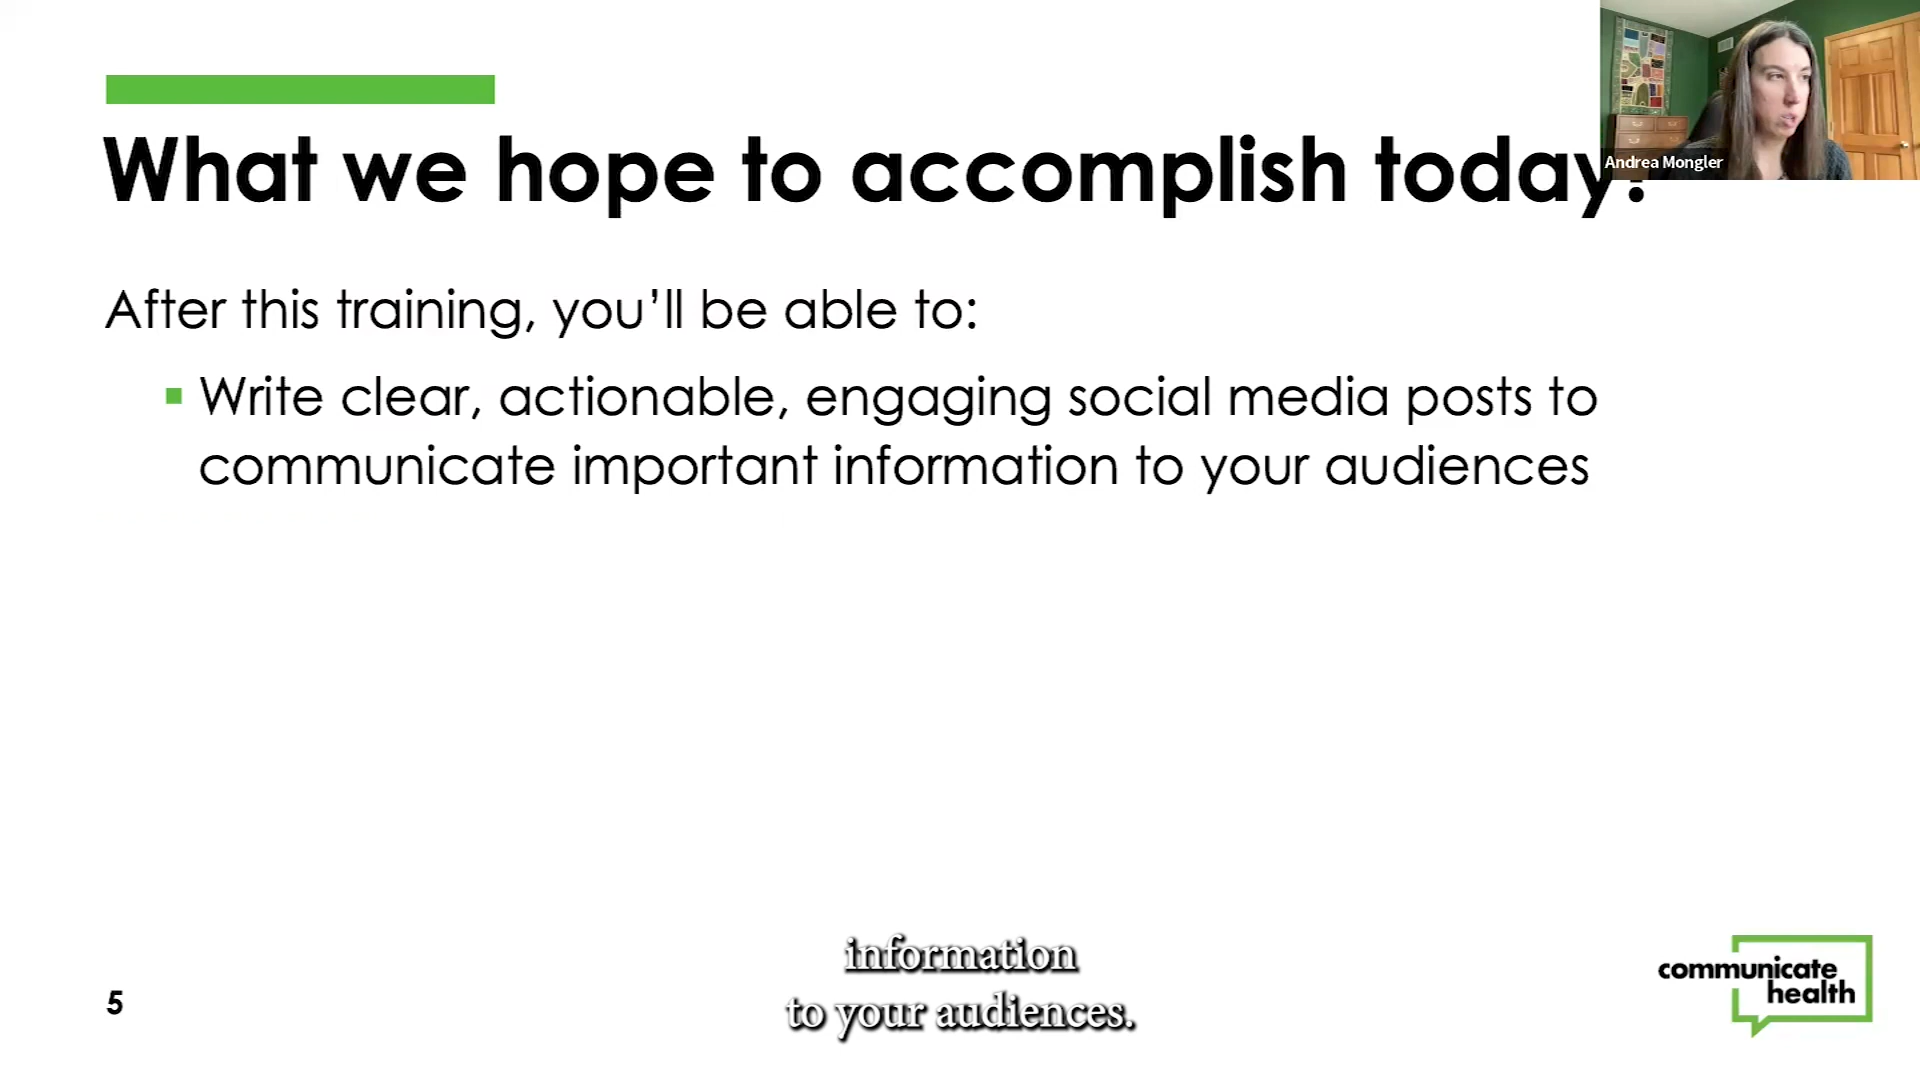 What we hope to accomplish today?
Andrea Mongler
After this training, you’ll be able to:
▪ Write clear, actionable, engaging social media posts to
communicate important information to your audiences
information
to your audiences.
5
communicate
health